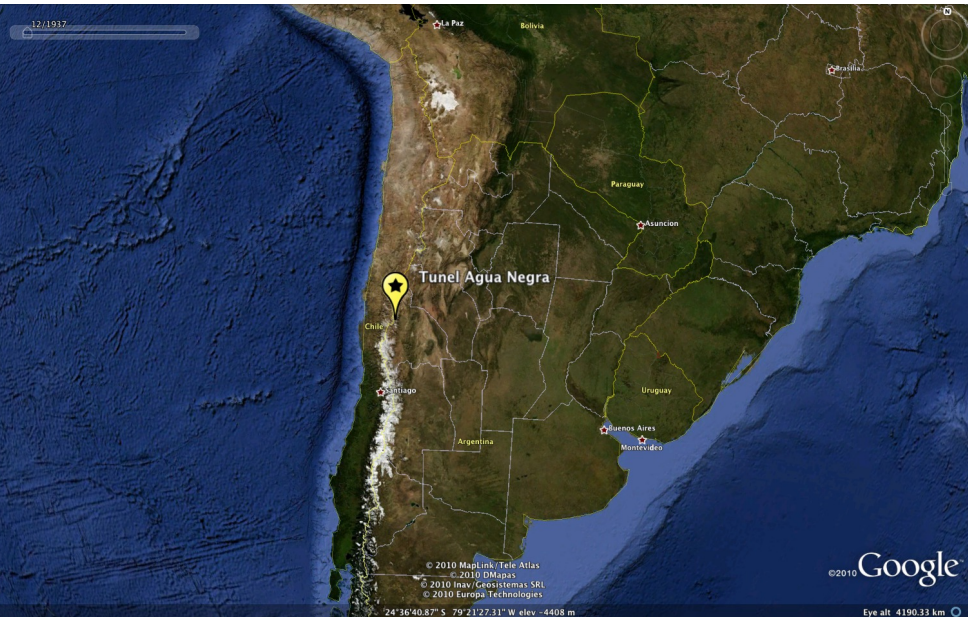 12/1937
N
La Paz
Bolivia
Brasilia
Paraguay
Asuncion
Tunel Agua Negra
Chile
Santiago
Uruguay
Buenos Aires
Montevideo
Argentina
© 2010 MapLink/Tele Atlas
© 2010 DMapas
© 2010 Inav/Geosistemas SRL
© 2010 Europa Technologies
©2010 Google
24°36'40.87" S 79°21'27.31" W elev -4408 m
Eye alt 4190.33 km